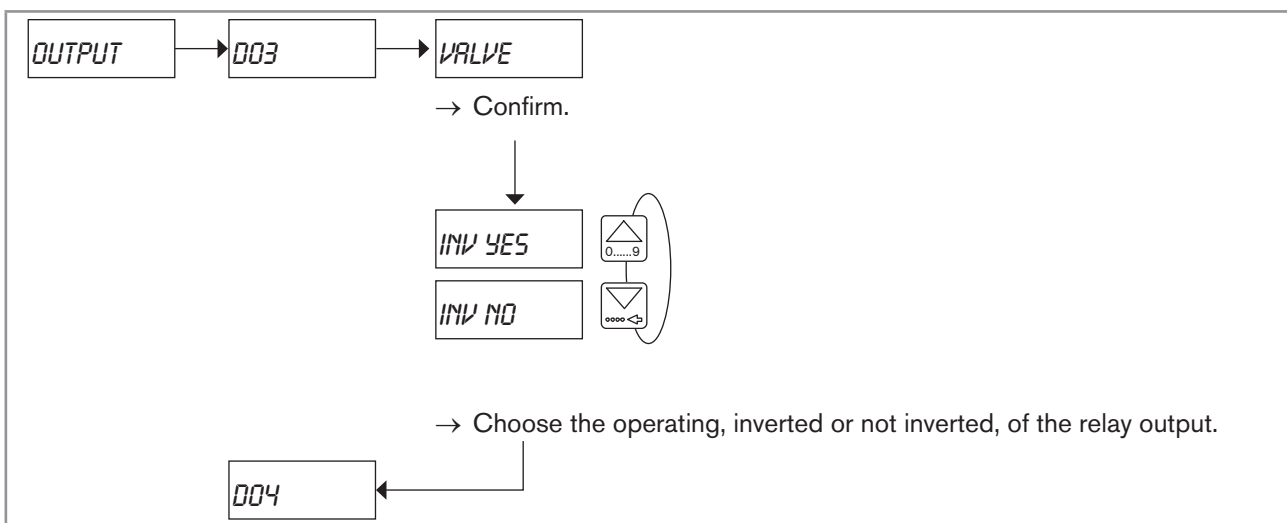 OUTPUT DO3 VALVE
→ Confirm.
INV YES
0......9
INV NO
→ Choose the operating, inverted or not inverted, of the relay output.
DO4